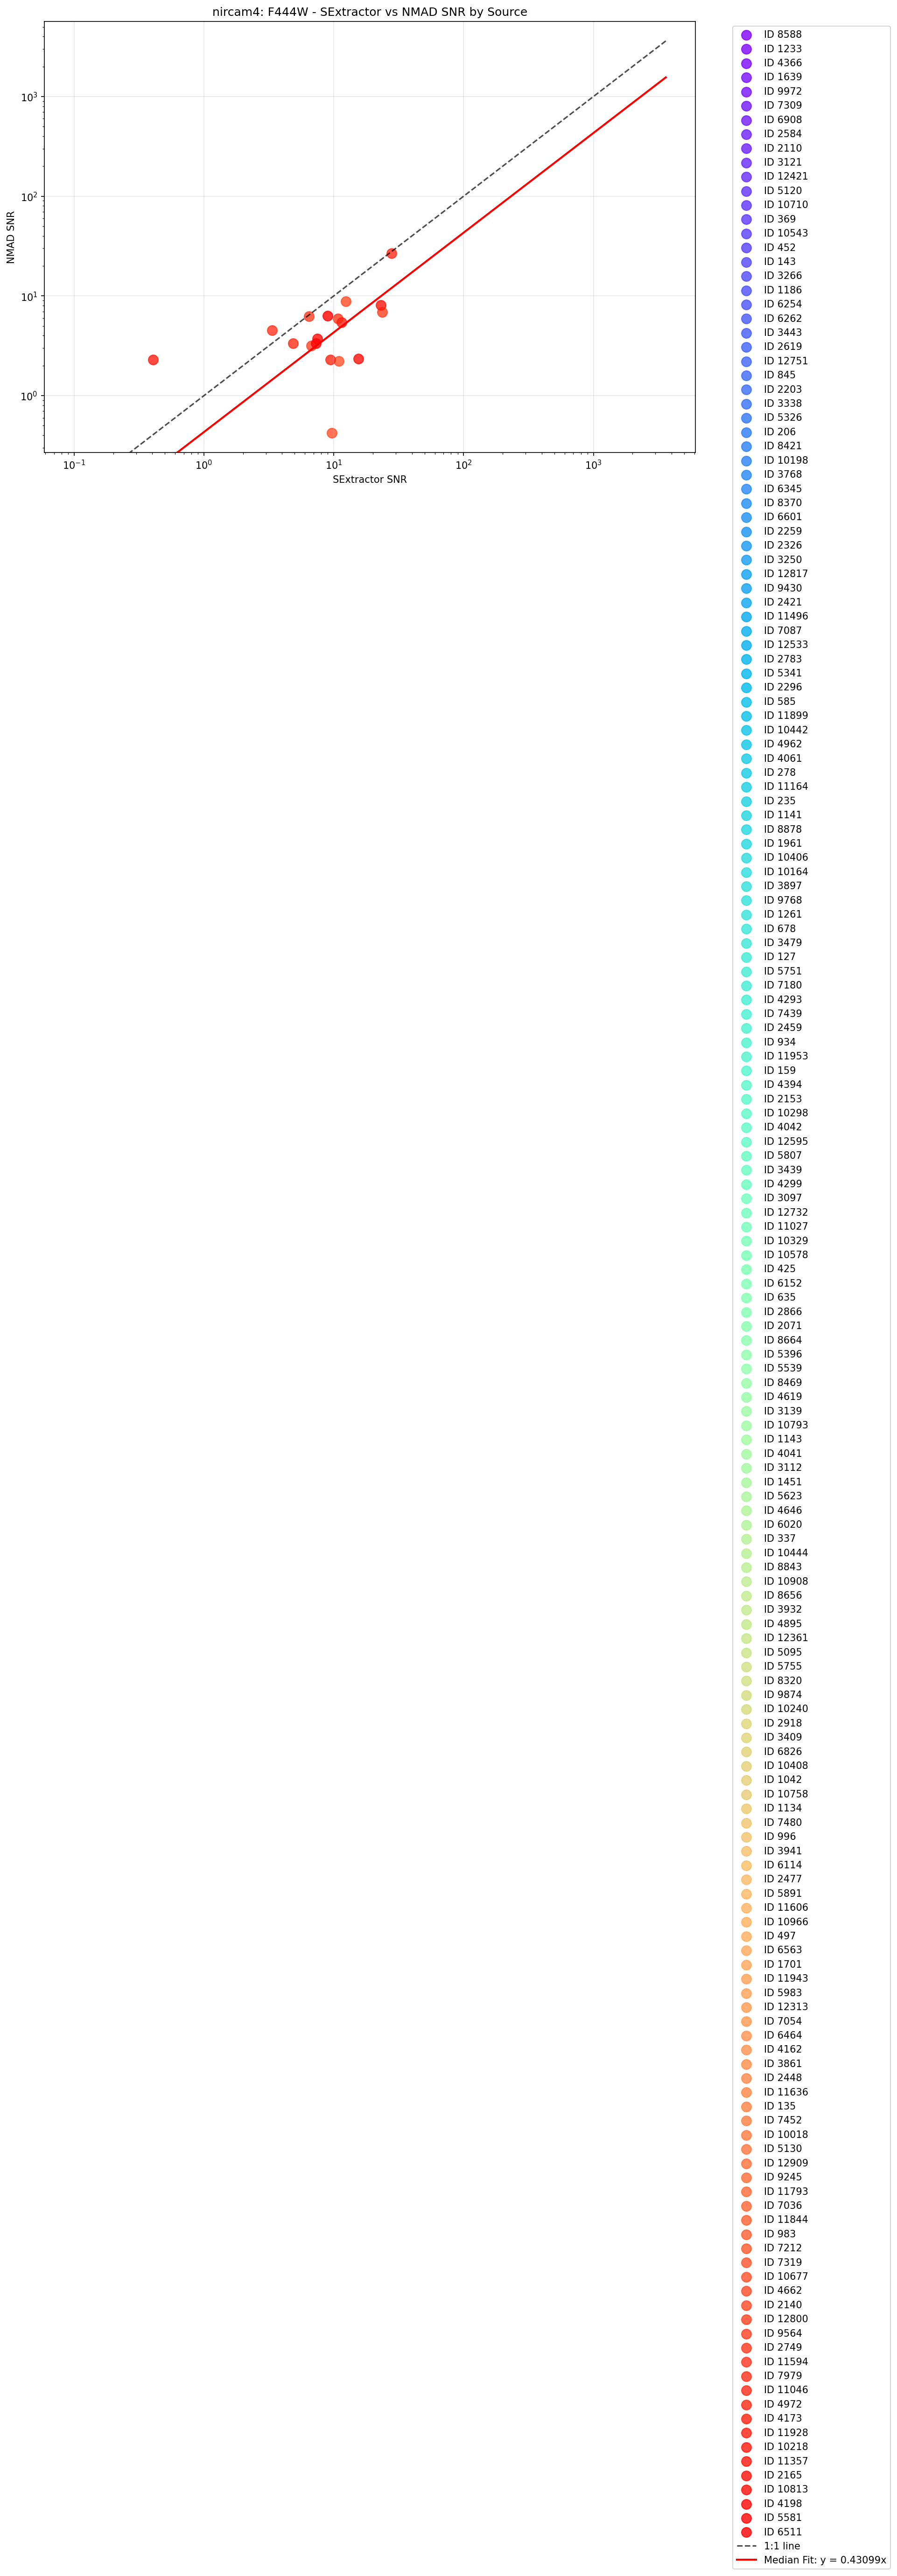 nircam4: F444W - SExtractor vs NMAD SNR by Source
NMAD SNR
10³
10²
10¹
10⁰
10⁻¹
10⁰
10¹
10²
10³
SExtractor SNR
ID 8588
ID 1233
ID 4366
ID 1639
ID 9972
ID 7309
ID 6908
ID 2584
ID 2110
ID 3121
ID 12421
ID 5120
ID 10710
ID 369
ID 10543
ID 452
ID 143
ID 3266
ID 1186
ID 6254
ID 6262
ID 3443
ID 2619
ID 12751
ID 845
ID 2203
ID 3338
ID 5326
ID 206
ID 8421
ID 10198
ID 3768
ID 6345
ID 8370
ID 6601
ID 2259
ID 2326
ID 3250
ID 12817
ID 9430
ID 2421
ID 11496
ID 7087
ID 12533
ID 2783
ID 5341
ID 2296
ID 585
ID 11899
ID 10442
ID 4962
ID 4061
ID 278
ID 11164
ID 235
ID 1141
ID 8878
ID 1961
ID 10406
ID 10164
ID 3897
ID 9768
ID 1261
ID 678
ID 3479
ID 127
ID 5751
ID 7180
ID 4293
ID 7439
ID 2459
ID 934
ID 11953
ID 159
ID 4394
ID 2153
ID 10298
ID 4042
ID 12595
ID 5807
ID 3439
ID 4299
ID 3097
ID 12732
ID 11027
ID 10329
ID 10578
ID 425
ID 6152
ID 635
ID 2866
ID 2071
ID 8664
ID 5396
ID 5539
ID 8469
ID 4619
ID 3139
ID 10793
ID 1143
ID 4041
ID 3112
ID 1451
ID 5623
ID 4646
ID 6020
ID 337
ID 10444
ID 8843
ID 10908
ID 8656
ID 3932
ID 4895
ID 12361
ID 5095
ID 5755
ID 8320
ID 9874
ID 10240
ID 2918
ID 3409
ID 6826
ID 10408
ID 1042
ID 10758
ID 1134
ID 7480
ID 996
ID 3941
ID 6114
ID 2477
ID 5891
ID 11606
ID 10966
ID 497
ID 6563
ID 1701
ID 11943
ID 5983
ID 12313
ID 7054
ID 6464
ID 4162
ID 3861
ID 2448
ID 11636
ID 135
ID 7452
ID 10018
ID 5130
ID 12909
ID 9245
ID 11793
ID 7036
ID 11844
ID 983
ID 7212
ID 7319
ID 10677
ID 4662
ID 2140
ID 12800
ID 9564
ID 2749
ID 11594
ID 7979
ID 11046
ID 4972
ID 4173
ID 11928
ID 10218
ID 11357
ID 2165
ID 10813
ID 4198
ID 5581
ID 6511
1:1 line
Median Fit: y = 0.43099x